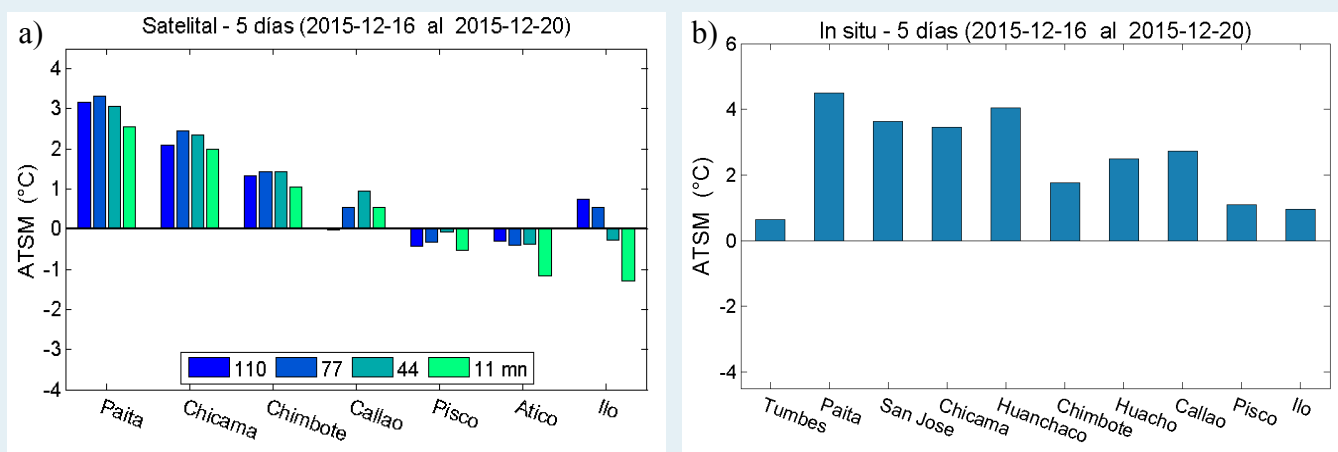 a)
Satelital - 5 días (2015-12-16 al 2015-12-20)
ATSM (°C)
4
3
2
1
0
-1
-2
-3
-4
110 77 44 11 mn
Paita Chicama Chimbote Callao Pisco Atico Ilo
b)
In situ - 5 días (2015-12-16 al 2015-12-20)
ATSM (°C)
6
4
2
0
-2
-4
Tumbes Paita San Jose Chicama Huanchaco Chimbote Huacho Callao Pisco Ilo